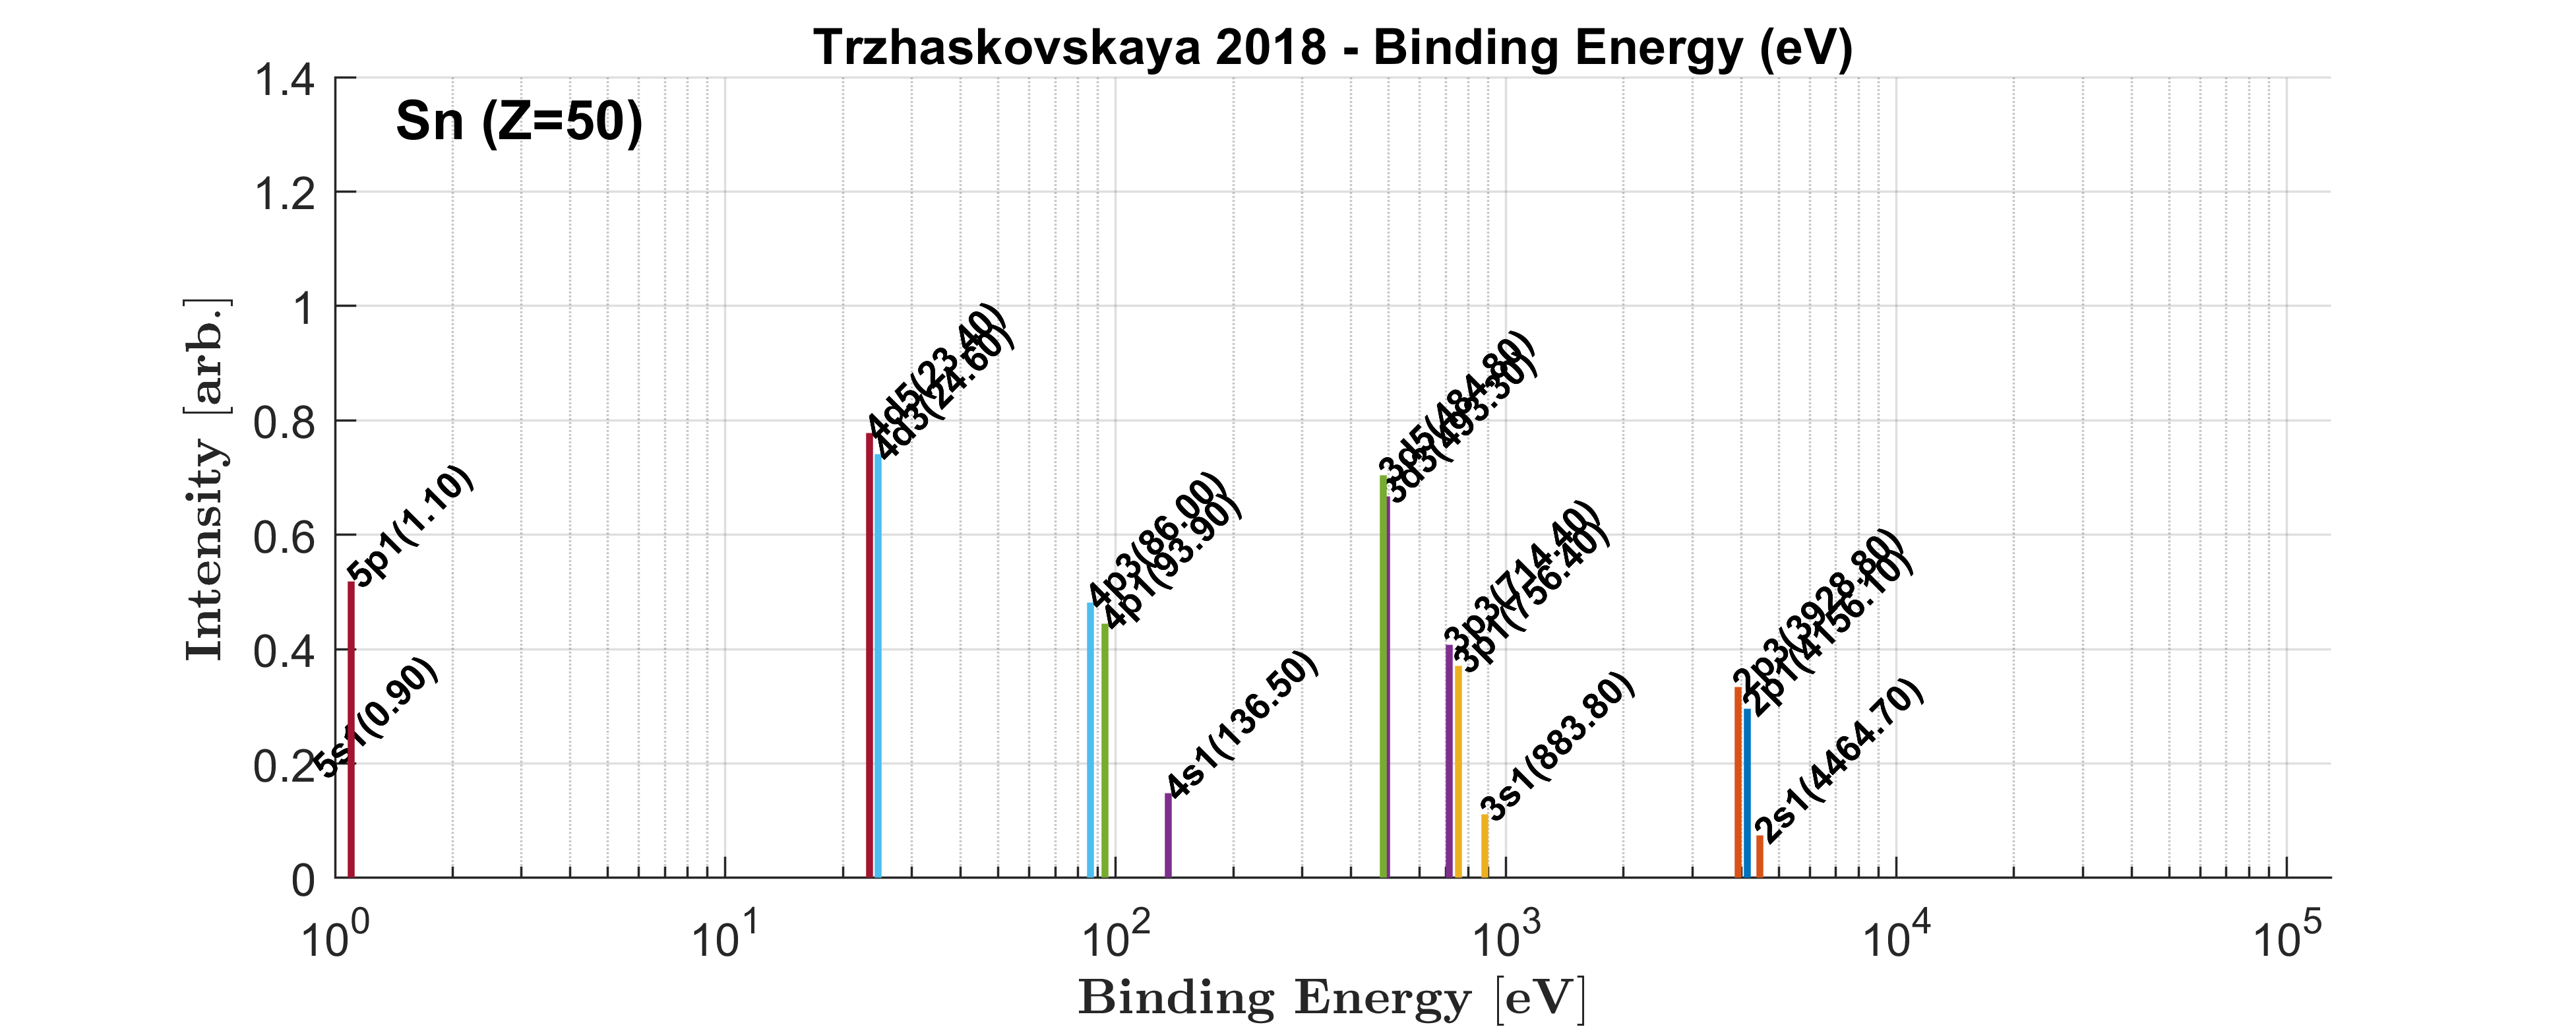 Trzhaskovskaya 2018 - Binding Energy (eV)
Sn (Z=50)
Intensity [arb.]
1.4
1.2
1
0.8
0.6
0.4
0.2
0
5s1(0.90)
5p1(1.10)
4d5(23.40)
4d3(24.60)
4p3(86.00)
4p1(93.90)
4s1(136.50)
3d5(484.80)
3d3(493.30)
3p3(714.40)
3p1(756.40)
3s1(883.80)
2p3(3928.80)
2p1(4156.10)
2s1(4464.70)
10^0
10^1
10^2
10^3
10^4
10^5
Binding Energy [eV]